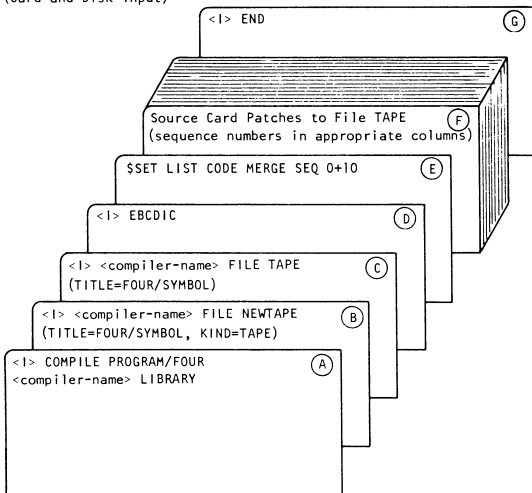 (Card and Disk Input)
<I> END
G
Source Card Patches to File TAPE
F
(sequence numbers in appropriate columns)
$SET LIST CODE MERGE SEQ 0+10
E
<I> EBCDIC
D
<I> <compiler-name> FILE TAPE
C
(TITLE=FOUR/SYMBOL)
<I> <compiler-name> FILE NEWTAPE
B
(TITLE=FOUR/SYMBOL, KIND=TAPE)
<I> COMPILE PROGRAM/FOUR
A
<compiler-name> LIBRARY